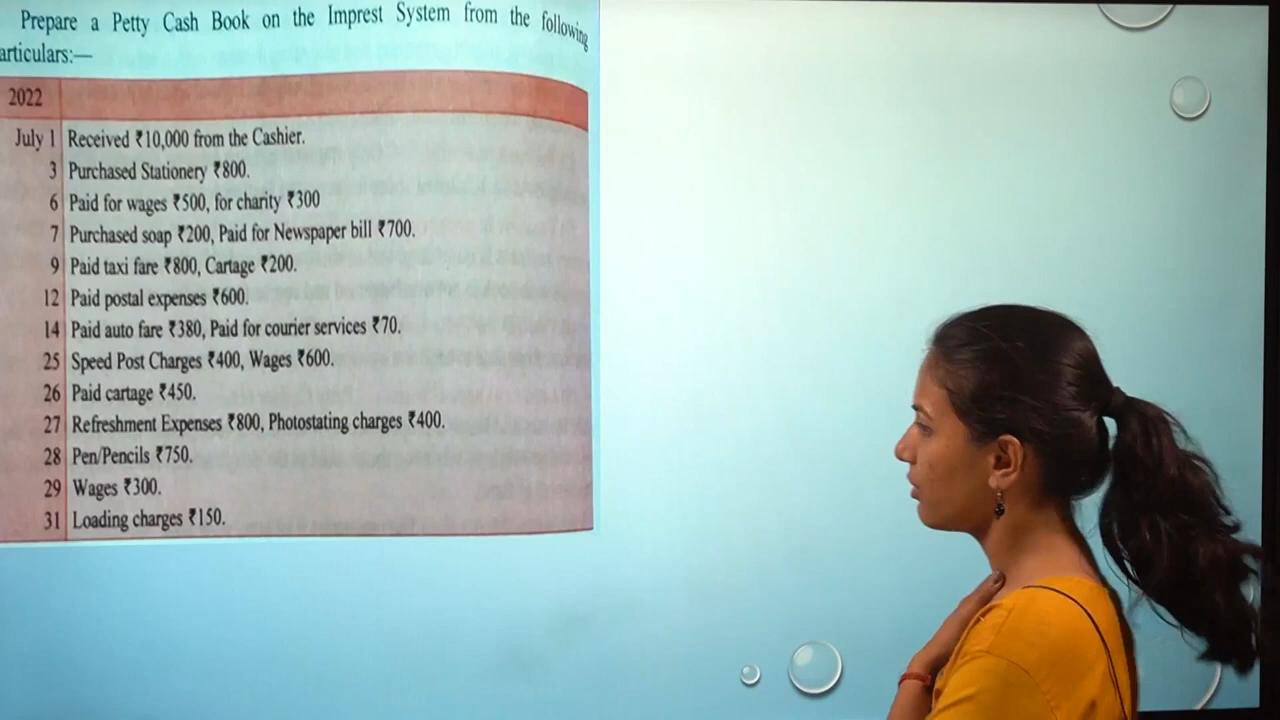 Prepare a Petty Cash Book on the Imprest System from the following
articulars:—
2022
July 1 Received ₹10,000 from the Cashier.
3 Purchased Stationery ₹800.
6 Paid for wages ₹500, for charity ₹300
7 Purchased soap ₹200, Paid for Newspaper bill ₹700.
9 Paid taxi fare ₹800, Cartage ₹200.
12 Paid postal expenses ₹600.
14 Paid auto fare ₹380, Paid for courier services ₹70.
25 Speed Post Charges ₹400, Wages ₹600.
26 Paid cartage ₹450.
27 Refreshment Expenses ₹800, Photostating charges ₹400.
28 Pen/Pencils ₹750.
29 Wages ₹300.
31 Loading charges ₹150.